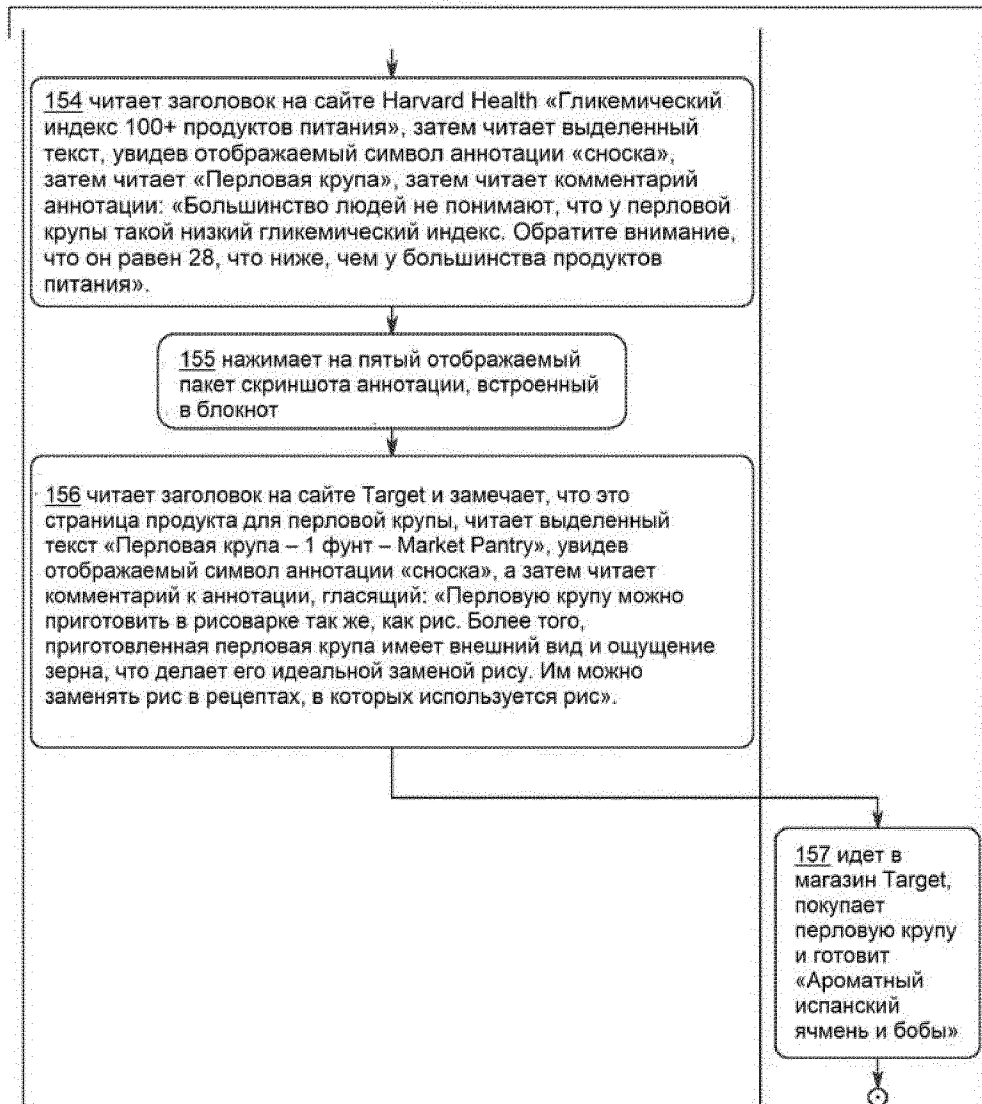 154 читает заголовок на сайте Harvard Health «Гликемический
индекс 100+ продуктов питания», затем читает выделенный
текст, увидев отображаемый символ аннотации «сноска»,
затем читает «Перловая крупа», затем читает комментарий
аннотации: «Большинство людей не понимают, что у перловой
крупы такой низкий гликемический индекс. Обратите внимание,
что он равен 28, что ниже, чем у большинства продуктов
питания».
155 нажимает на пятый отображаемый
пакет скриншота аннотации, встроенный
в блокнот
156 читает заголовок на сайте Target и замечает, что это
страница продукта для перловой крупы, читает выделенный
текст «Перловая крупа – 1 фунт – Market Pantry», увидев
отображаемый символ аннотации «сноска», а затем читает
комментарий к аннотации, гласящий: «Перловую крупу можно
приготовить в рисоварке так же, как рис. Более того,
приготовленная перловая крупа имеет внешний вид и ощущение
зерна, что делает его идеальной заменой рису. Им можно
заменять рис в рецептах, в которых используется рис».
157 идет в
магазин Target,
покупает
перловую крупу
и готовит
«Ароматный
испанский
ячмень и бобы»